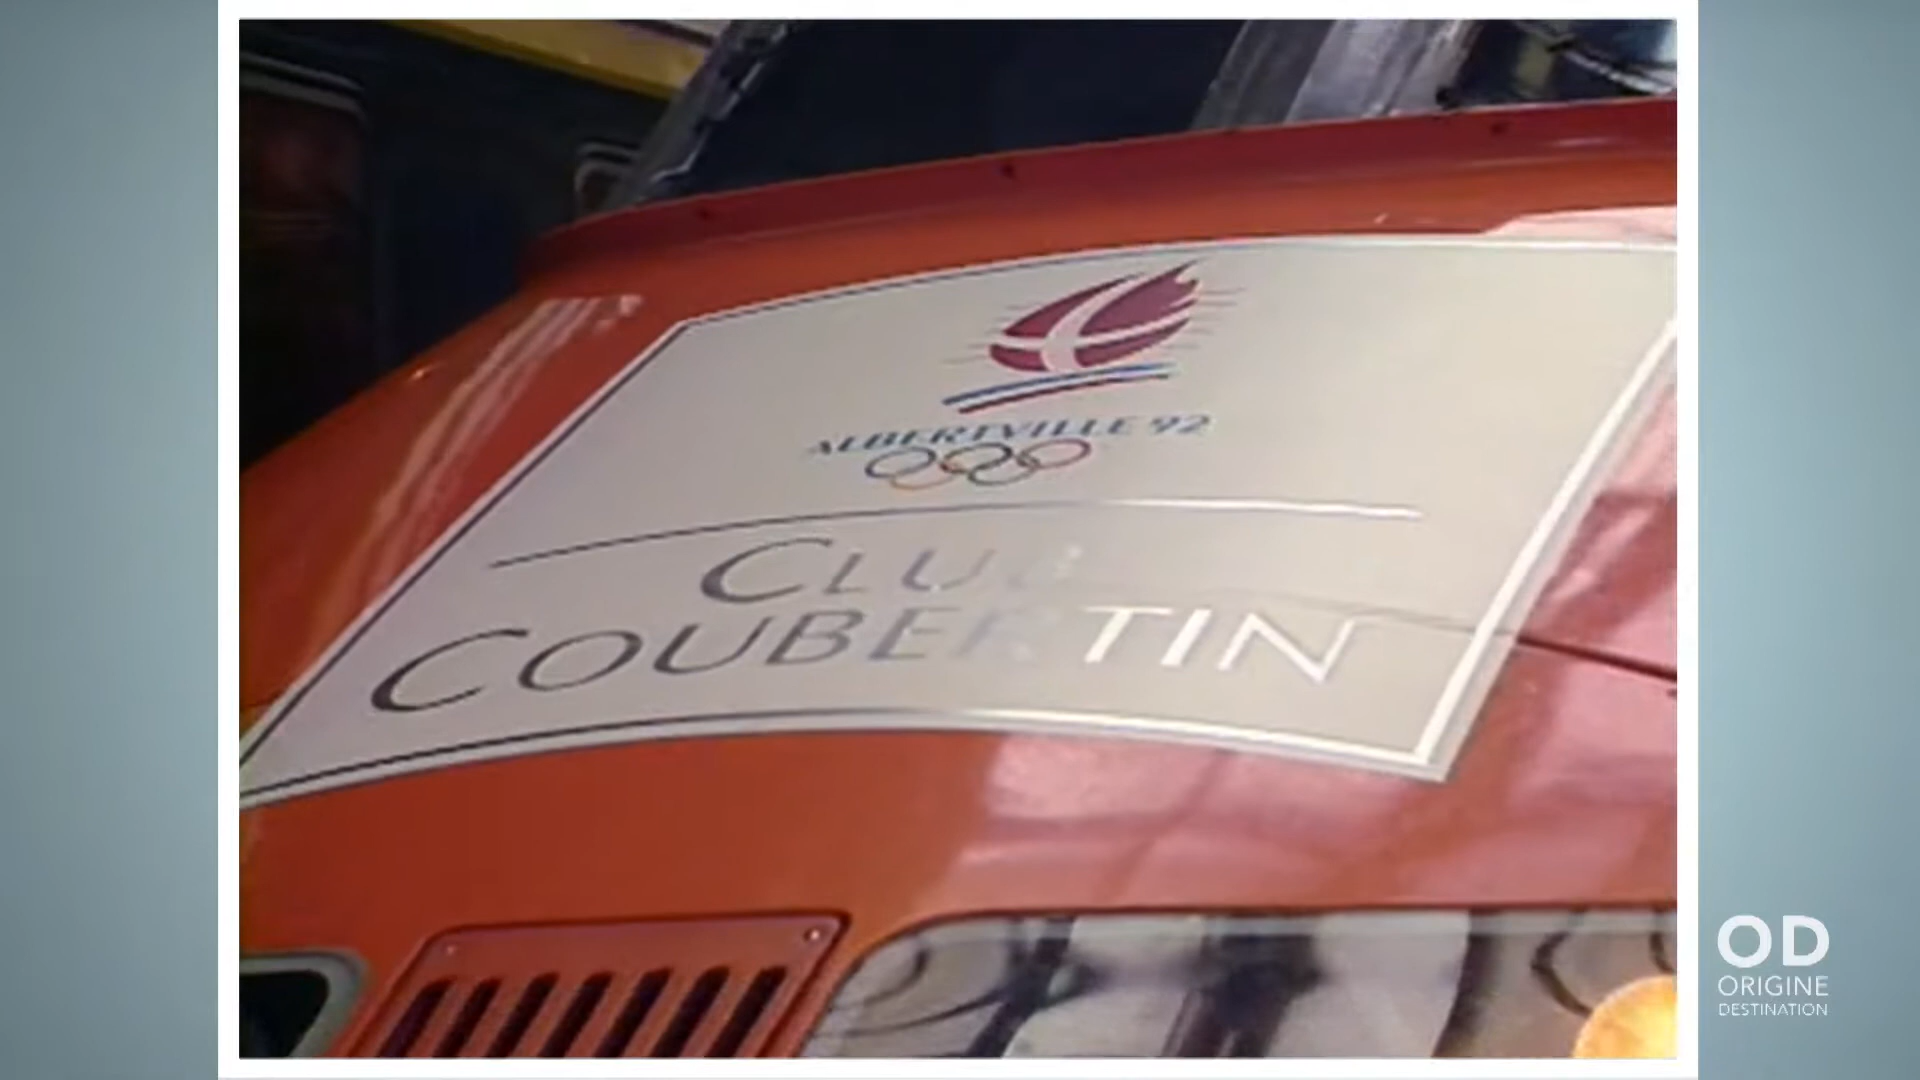 ALBERTVILLE 92
CLUB
COUBERTIN
OD
ORIGINE
DESTINATION